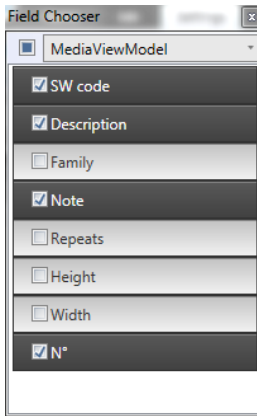 Field Chooser
MediaViewModel
SW code
Description
Family
Note
Repeats
Height
Width
N°